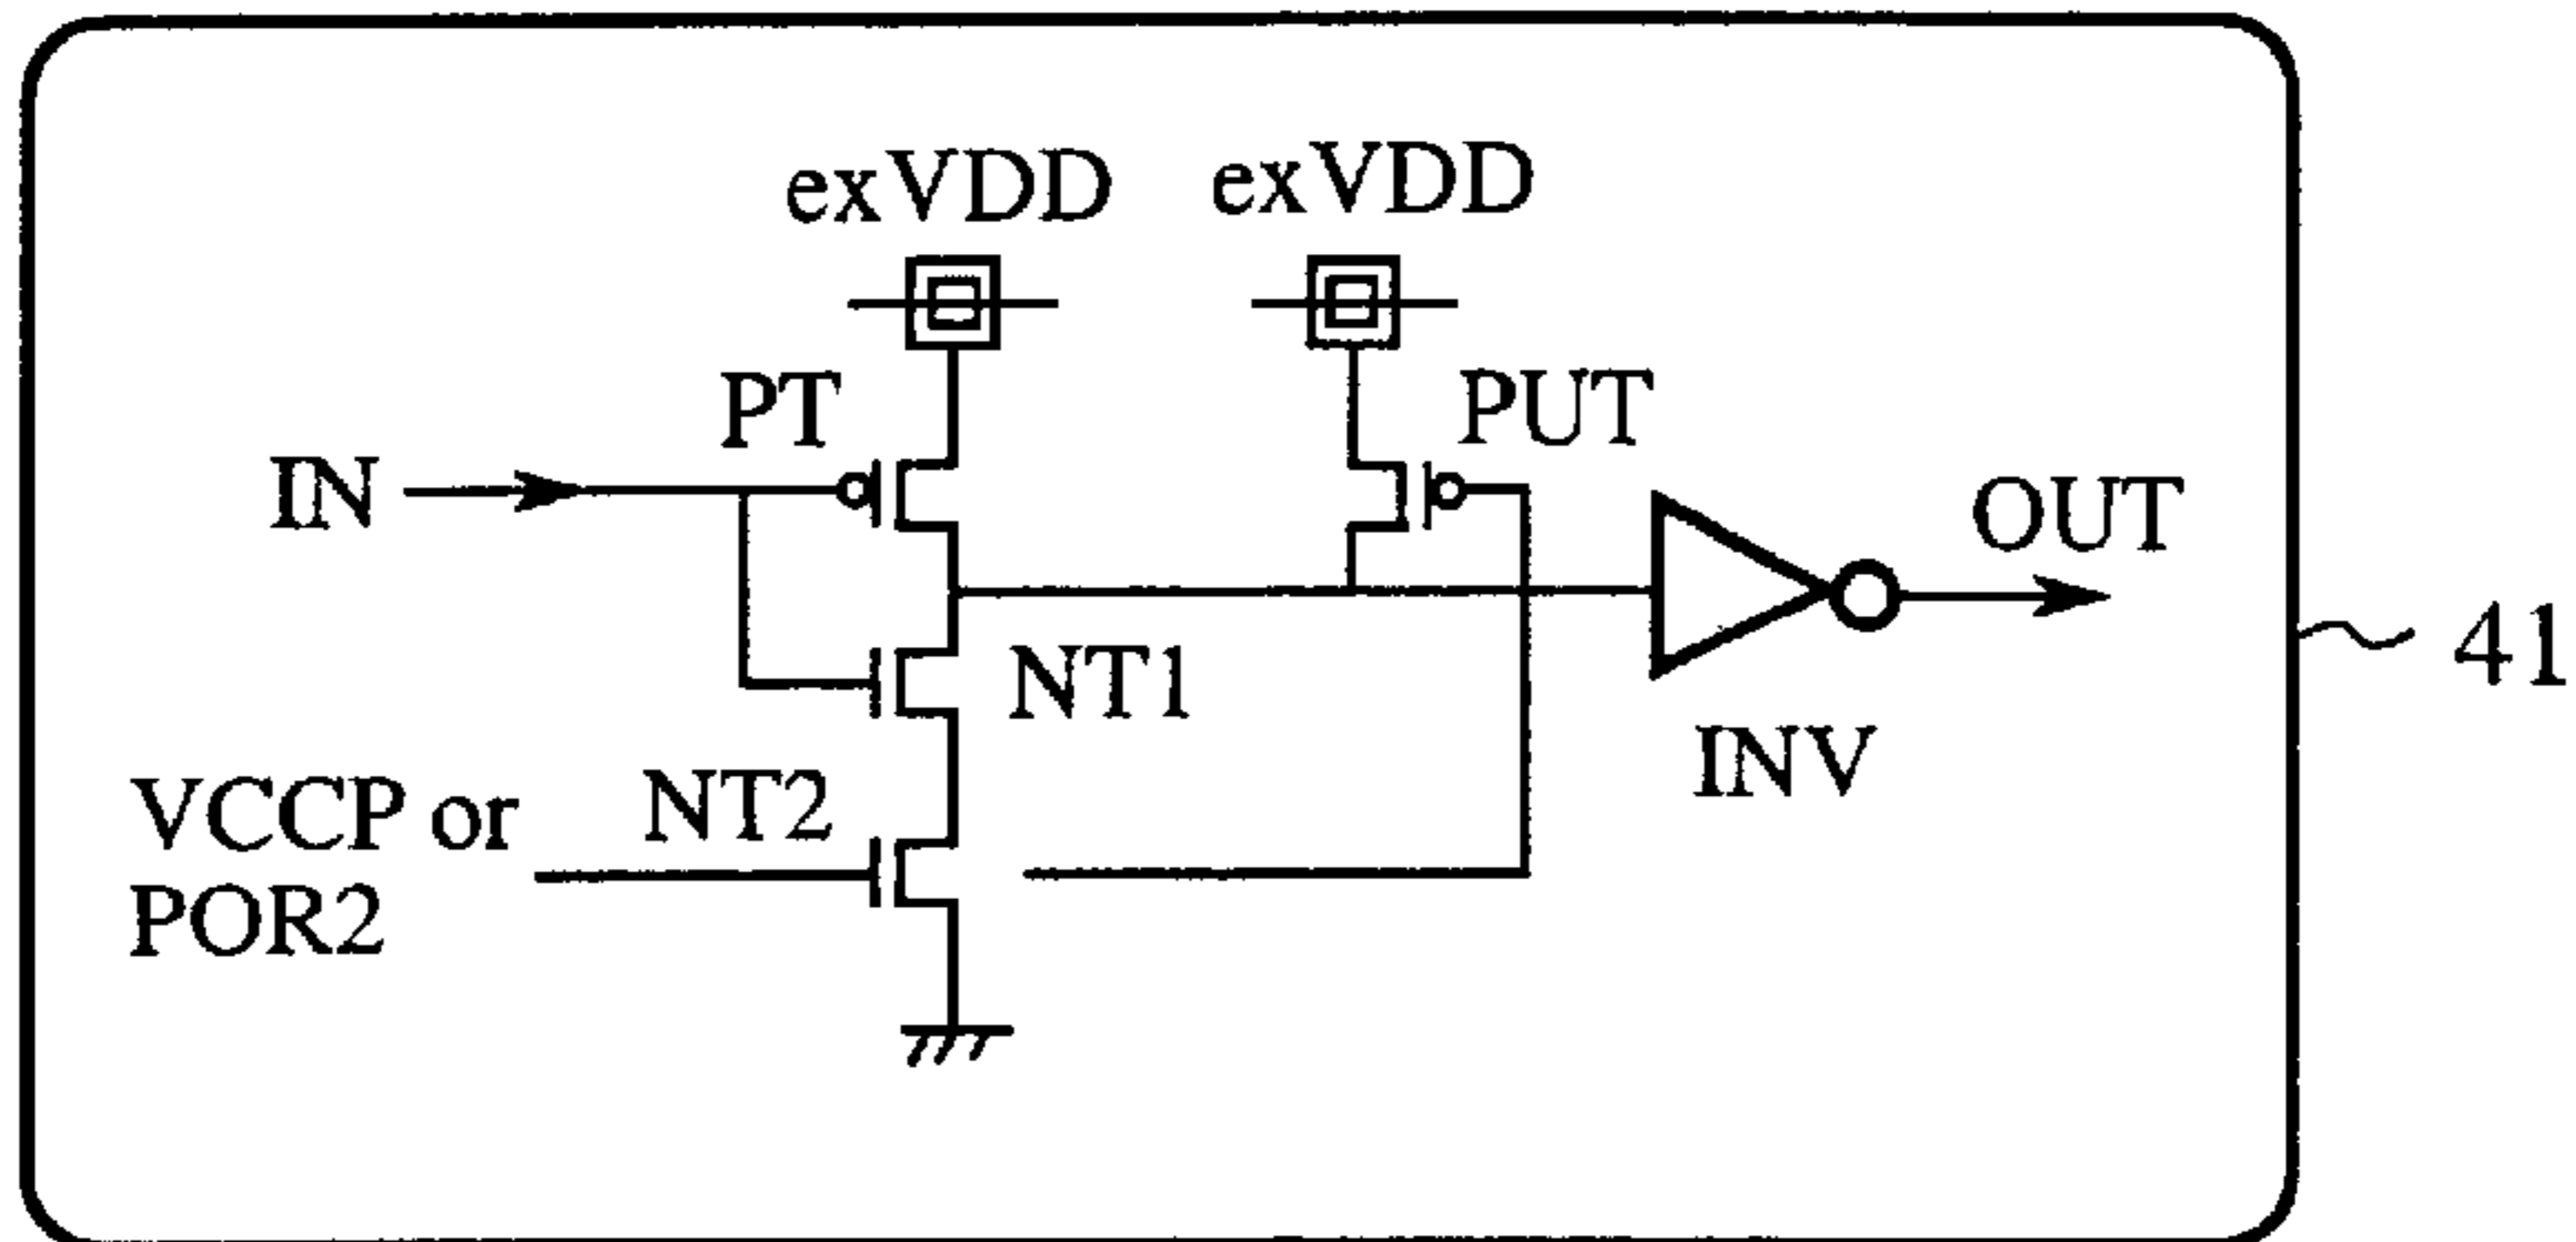 exVDD
exVDD
PT
PUT
IN
OUT
NT1
41
INV
VCCP or
POR2
NT2